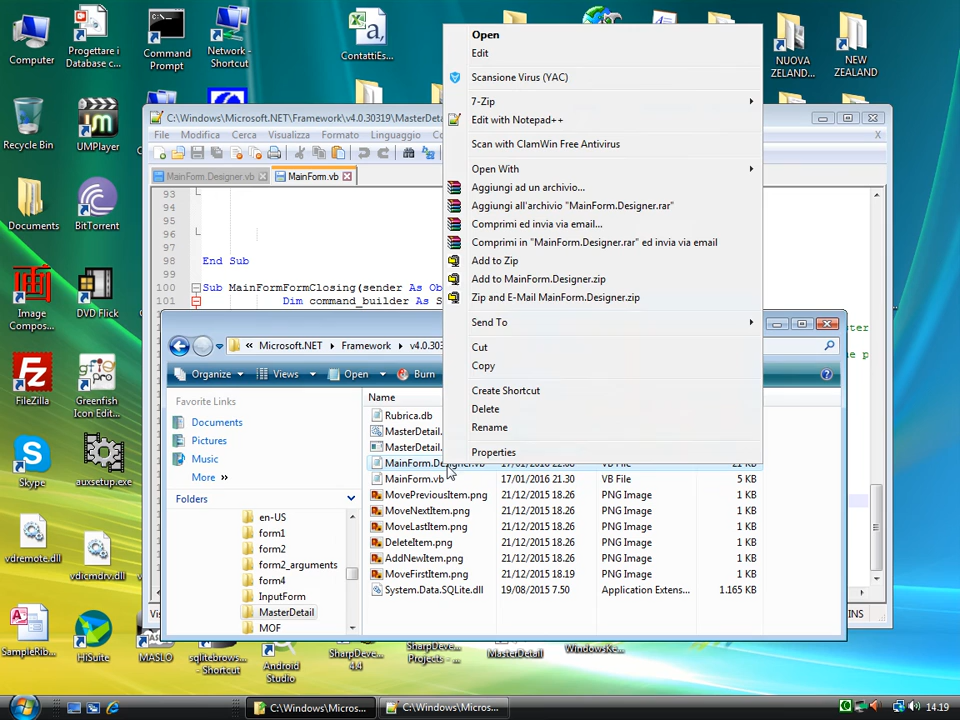 Computer
Progettare i
Database c...
Command
Prompt
Network -
Shortcut
ContattiEs...
NUOVA
ZELAND...
NEW
ZEALAND
Recycle Bin
UMPlayer
Documents
BitTorrent
Image
Compos...
DVD Flick
FileZilla
Greenfish
Icon Edit...
Skype
auxsetup.exe
vdremote.dll
vdicmdrv.dll
SampleRib...
HiSuite
MASLO
sqlitebrows...
- Shortcut
Android
Studio
SharpDeve...
4.4
SharpDeve...
Projects - ...
MasterDetail
WindowsKe...
C:\Windows\Microsoft.NET\Framework\v4.0.30319\MasterDeta
File Modifica Cerca Visualizza Formato Linguaggio Co
X
MainForm.Designer.vb MainForm.vb
93
94
95
96
97
98 End Sub
99
100 Sub MainFormFormClosing(sender As Ob
101 Dim command_builder As S
INS
Open
Edit
Scansione Virus (YAC)
7-Zip
Edit with Notepad++
Scan with ClamWin Free Antivirus
Open With
Aggiungi ad un archivio...
Aggiungi all'archivio "MainForm.Designer.rar"
Comprimi ed invia via email...
Comprimi in "MainForm.Designer.rar" ed invia via email
Add to Zip
Add to MainForm.Designer.zip
Zip and E-Mail MainForm.Designer.zip
Send To
Cut
Copy
Create Shortcut
Delete
Rename
Properties
« Microsoft.NET Framework v4.0.303
Organize Views Open Burn
Favorite Links
Documents
Pictures
Music
More »
Folders
en-US
form1
form2
form2_arguments
form4
InputForm
MasterDetail
MOF
Name
Rubrica.db
MasterDetail.
MasterDetail.
MainForm.Designer.vb 17/01/2016 22.08 VB File 21 KB
MainForm.vb 17/01/2016 21.30 VB File 5 KB
MovePreviousItem.png 21/12/2015 18.26 PNG Image 1 KB
MoveNextItem.png 21/12/2015 18.26 PNG Image 1 KB
MoveLastItem.png 21/12/2015 18.26 PNG Image 1 KB
DeleteItem.png 21/12/2015 18.26 PNG Image 1 KB
AddNewItem.png 21/12/2015 18.26 PNG Image 1 KB
MoveFirstItem.png 21/12/2015 18.19 PNG Image 1 KB
System.Data.SQLite.dll 19/08/2015 7.50 Application Extens... 1.165 KB
C:\Windows\Micros...
C:\Windows\Micros...
14.19